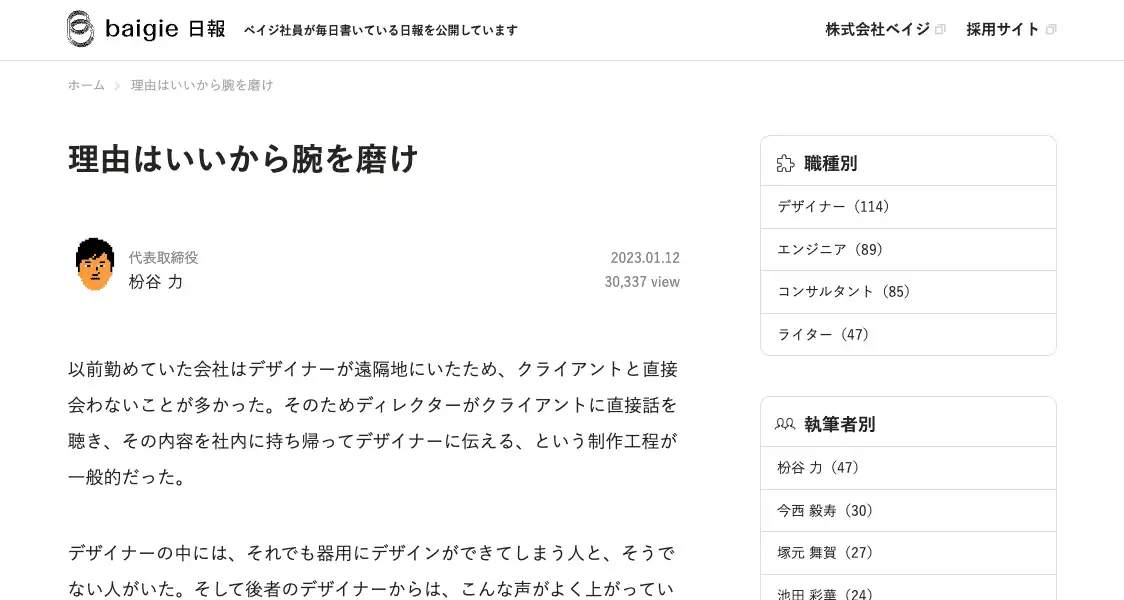 baigie 日報
ベイジ社員が毎日書いている日報を公開しています
株式会社ベイジ
採用サイト
ホーム
理由はいいから腕を磨け
理由はいいから腕を磨け
代表取締役
枌谷 力
2023.01.12
30,337 view
以前勤めていた会社はデザイナーが遠隔地にいたため、クライアントと直接
会わないことが多かった。そのためディレクターがクライアントに直接話を
聴き、その内容を社内に持ち帰ってデザイナーに伝える、という制作工程が
一般的だった。
デザイナーの中には、それでも器用にデザインができてしまう人と、そうで
ない人がいた。そして後者のデザイナーからは、こんな声がよく上がってい
職種別
デザイナー（114）
エンジニア（89）
コンサルタント（85）
ライター（47）
執筆者別
枌谷 力（47）
今西 毅寿（30）
塚元 舞賀（27）
池田 彩華（24）